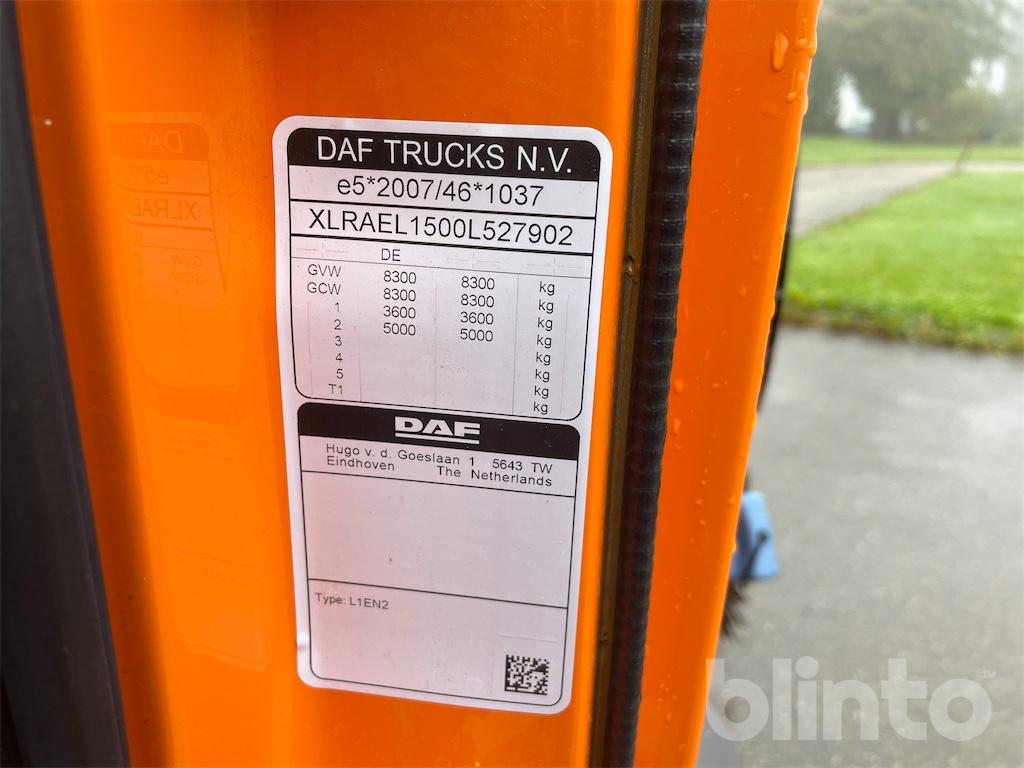 DAF TRUCKS N.V.
e5*2007/46*1037
XLRAEL1500L527902
DE
GVW 8300 8300 kg
GCW 8300 8300 kg
1 3600 3600 kg
2 5000 5000 kg
3 kg
4 kg
5 kg
T1 kg
DAF
Hugo v. d. Goeslaan 1 5643 TW
Eindhoven The Netherlands
Type: L1EN2
blinto™